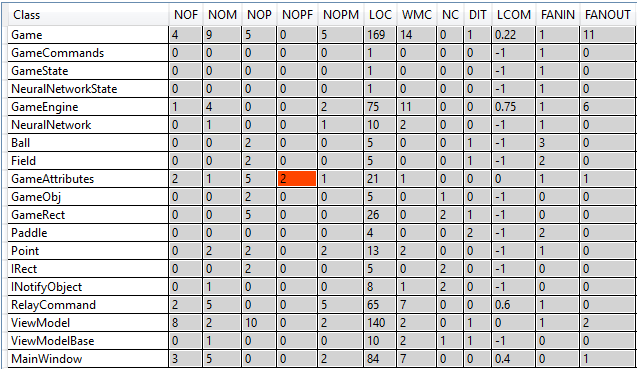 Class NOF NOM NOP NOPF NOPM LOC WMC NC DIT LCOM FANIN FANOUT
Game 4 9 5 0 5 169 14 0 1 0.22 1 11
GameCommands 0 0 0 0 0 1 0 0 0 -1 1 0
GameState 0 0 0 0 0 1 0 0 0 -1 1 0
NeuralNetworkState 0 0 0 0 0 1 0 0 0 -1 1 0
GameEngine 1 4 0 0 2 75 11 0 0 0.75 1 6
NeuralNetwork 0 1 0 0 1 10 2 0 0 -1 1 0
Ball 0 0 2 0 0 5 0 0 1 -1 3 0
Field 0 0 2 0 0 5 0 0 1 -1 2 0
GameAttributes 2 1 5 2 1 21 1 0 0 0 1 1
GameObj 0 0 2 0 0 5 0 1 0 -1 0 0
GameRect 0 0 5 0 0 26 0 2 1 -1 0 0
Paddle 0 0 0 0 0 4 0 0 2 -1 2 0
Point 0 2 2 0 2 13 2 0 0 -1 1 0
IRect 0 0 2 0 0 5 0 2 0 -1 0 0
INotifyObject 0 1 0 0 0 8 1 2 0 -1 0 0
RelayCommand 2 5 0 0 5 65 7 0 0 0.6 1 0
ViewModel 8 2 10 0 2 140 2 0 1 0 1 2
ViewModelBase 0 1 0 0 0 10 2 1 1 -1 0 0
MainWindow 3 5 0 0 2 84 7 0 0 0.4 0 1